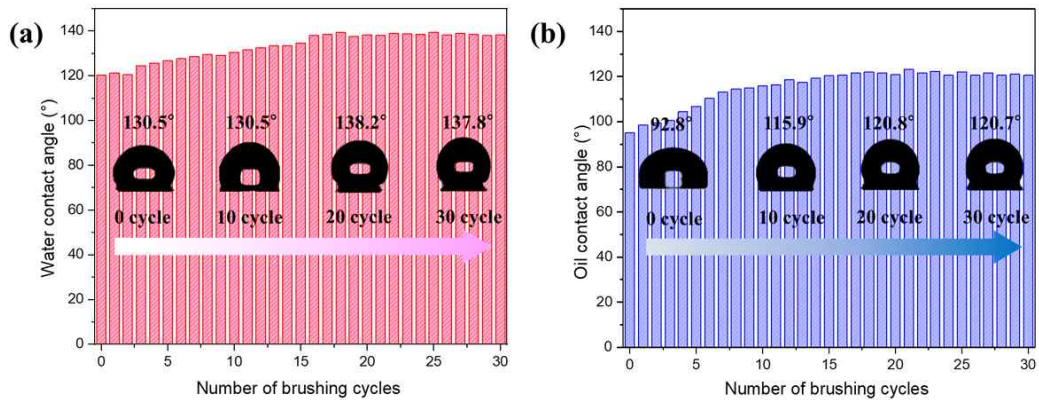 (a)
Water contact angle (°)
140
120
100
80
60
40
20
0
130.5°
130.5°
138.2°
137.8°
0 cycle
10 cycle
20 cycle
30 cycle
0
5
10
15
20
25
30
Number of brushing cycles
(b)
Oil contact angle (°)
140
120
100
80
60
40
20
0
92.8°
115.9°
120.8°
120.7°
0 cycle
10 cycle
20 cycle
30 cycle
0
5
10
15
20
25
30
Number of brushing cycles